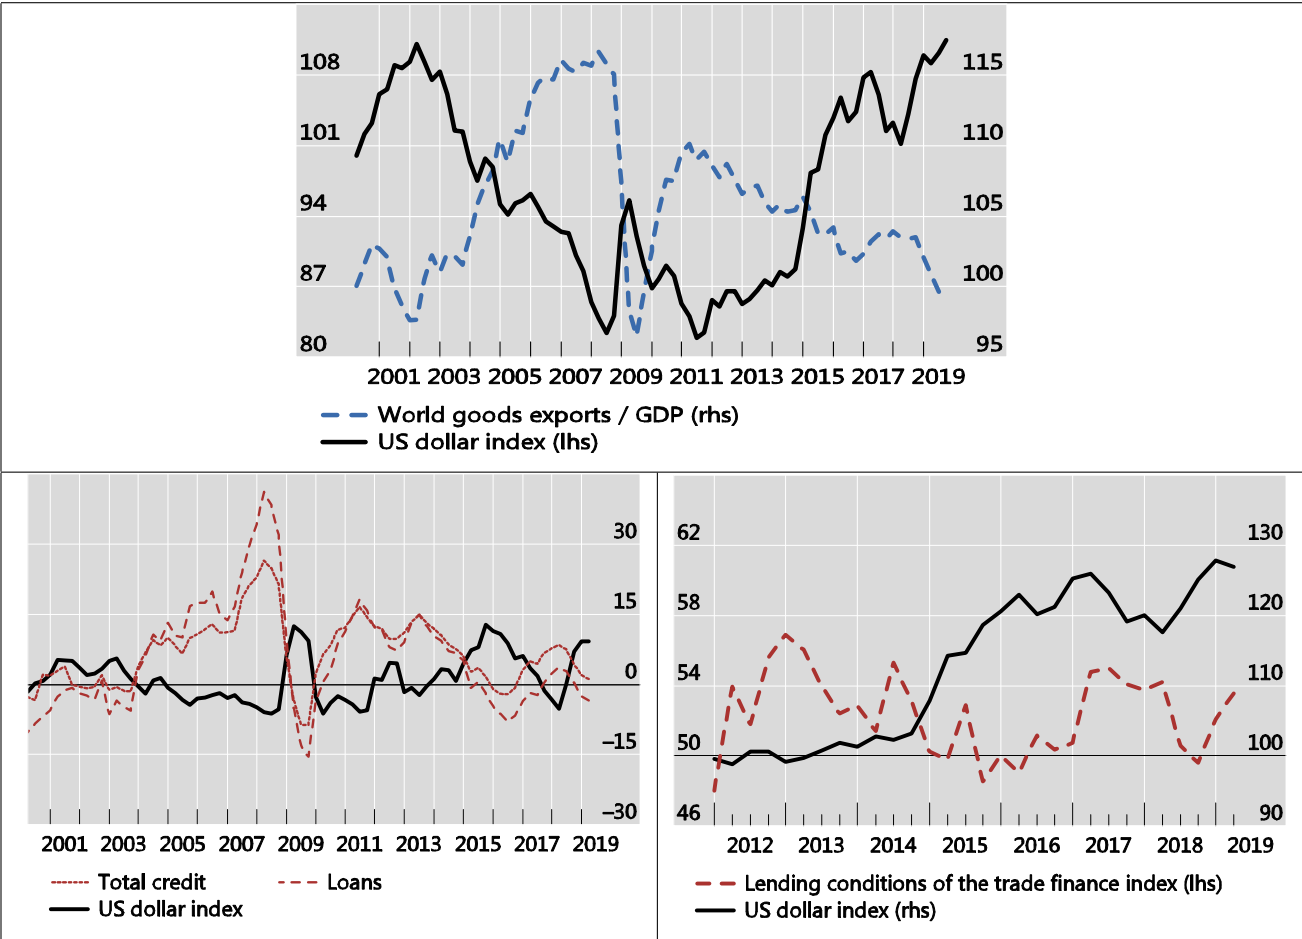 108 115
101 110
94 105
87 100
80 95
2001 2003 2005 2007 2009 2011 2013 2015 2017 2019
World goods exports / GDP (rhs)
US dollar index (lhs)
30
15
0
–15
–30
2001 2003 2005 2007 2009 2011 2013 2015 2017 2019
Total credit Loans
US dollar index
62 130
58 120
54 110
50 100
46 90
2012 2013 2014 2015 2016 2017 2018 2019
Lending conditions of the trade finance index (lhs)
US dollar index (rhs)